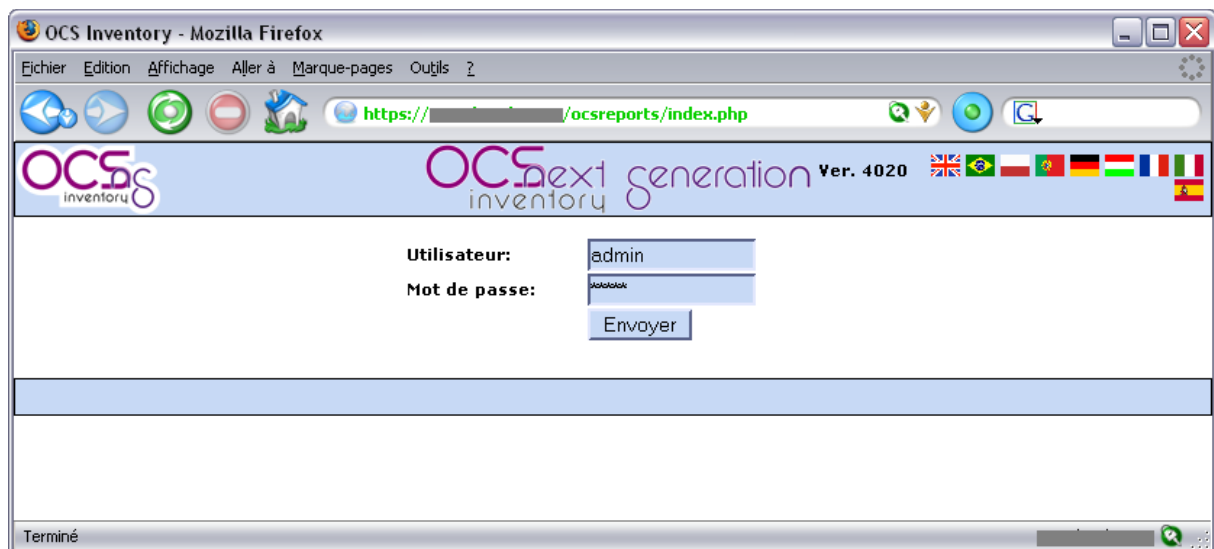 OCS Inventory - Mozilla Firefox
Fichier Edition Affichage Aller à Marque-pages Outils ?
https:// /ocsreports/index.php
G
OCS inventory NG
OCS inventory next generation Ver. 4020
Utilisateur: admin
Mot de passe: ******
Envoyer
Terminé